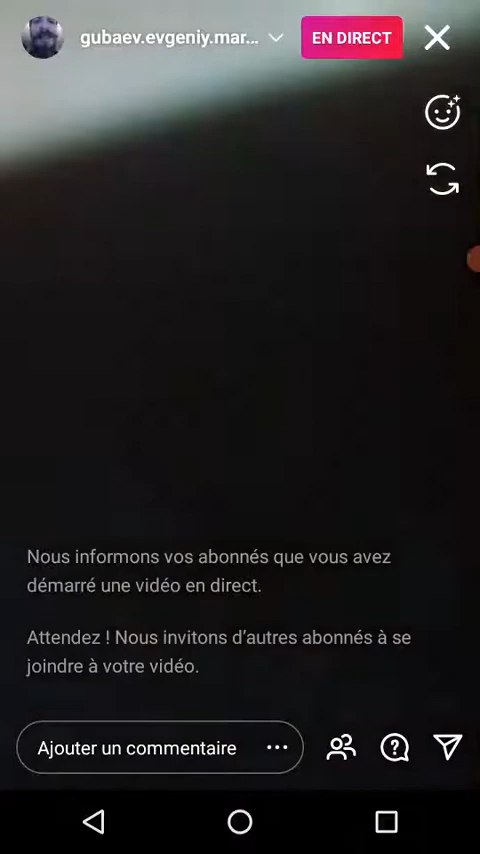 gubaev.evgeniy.mar...
EN DIRECT
Nous informons vos abonnés que vous avez
démarré une vidéo en direct.
Attendez ! Nous invitons d’autres abonnés à se
joindre à votre vidéo.
Ajouter un commentaire